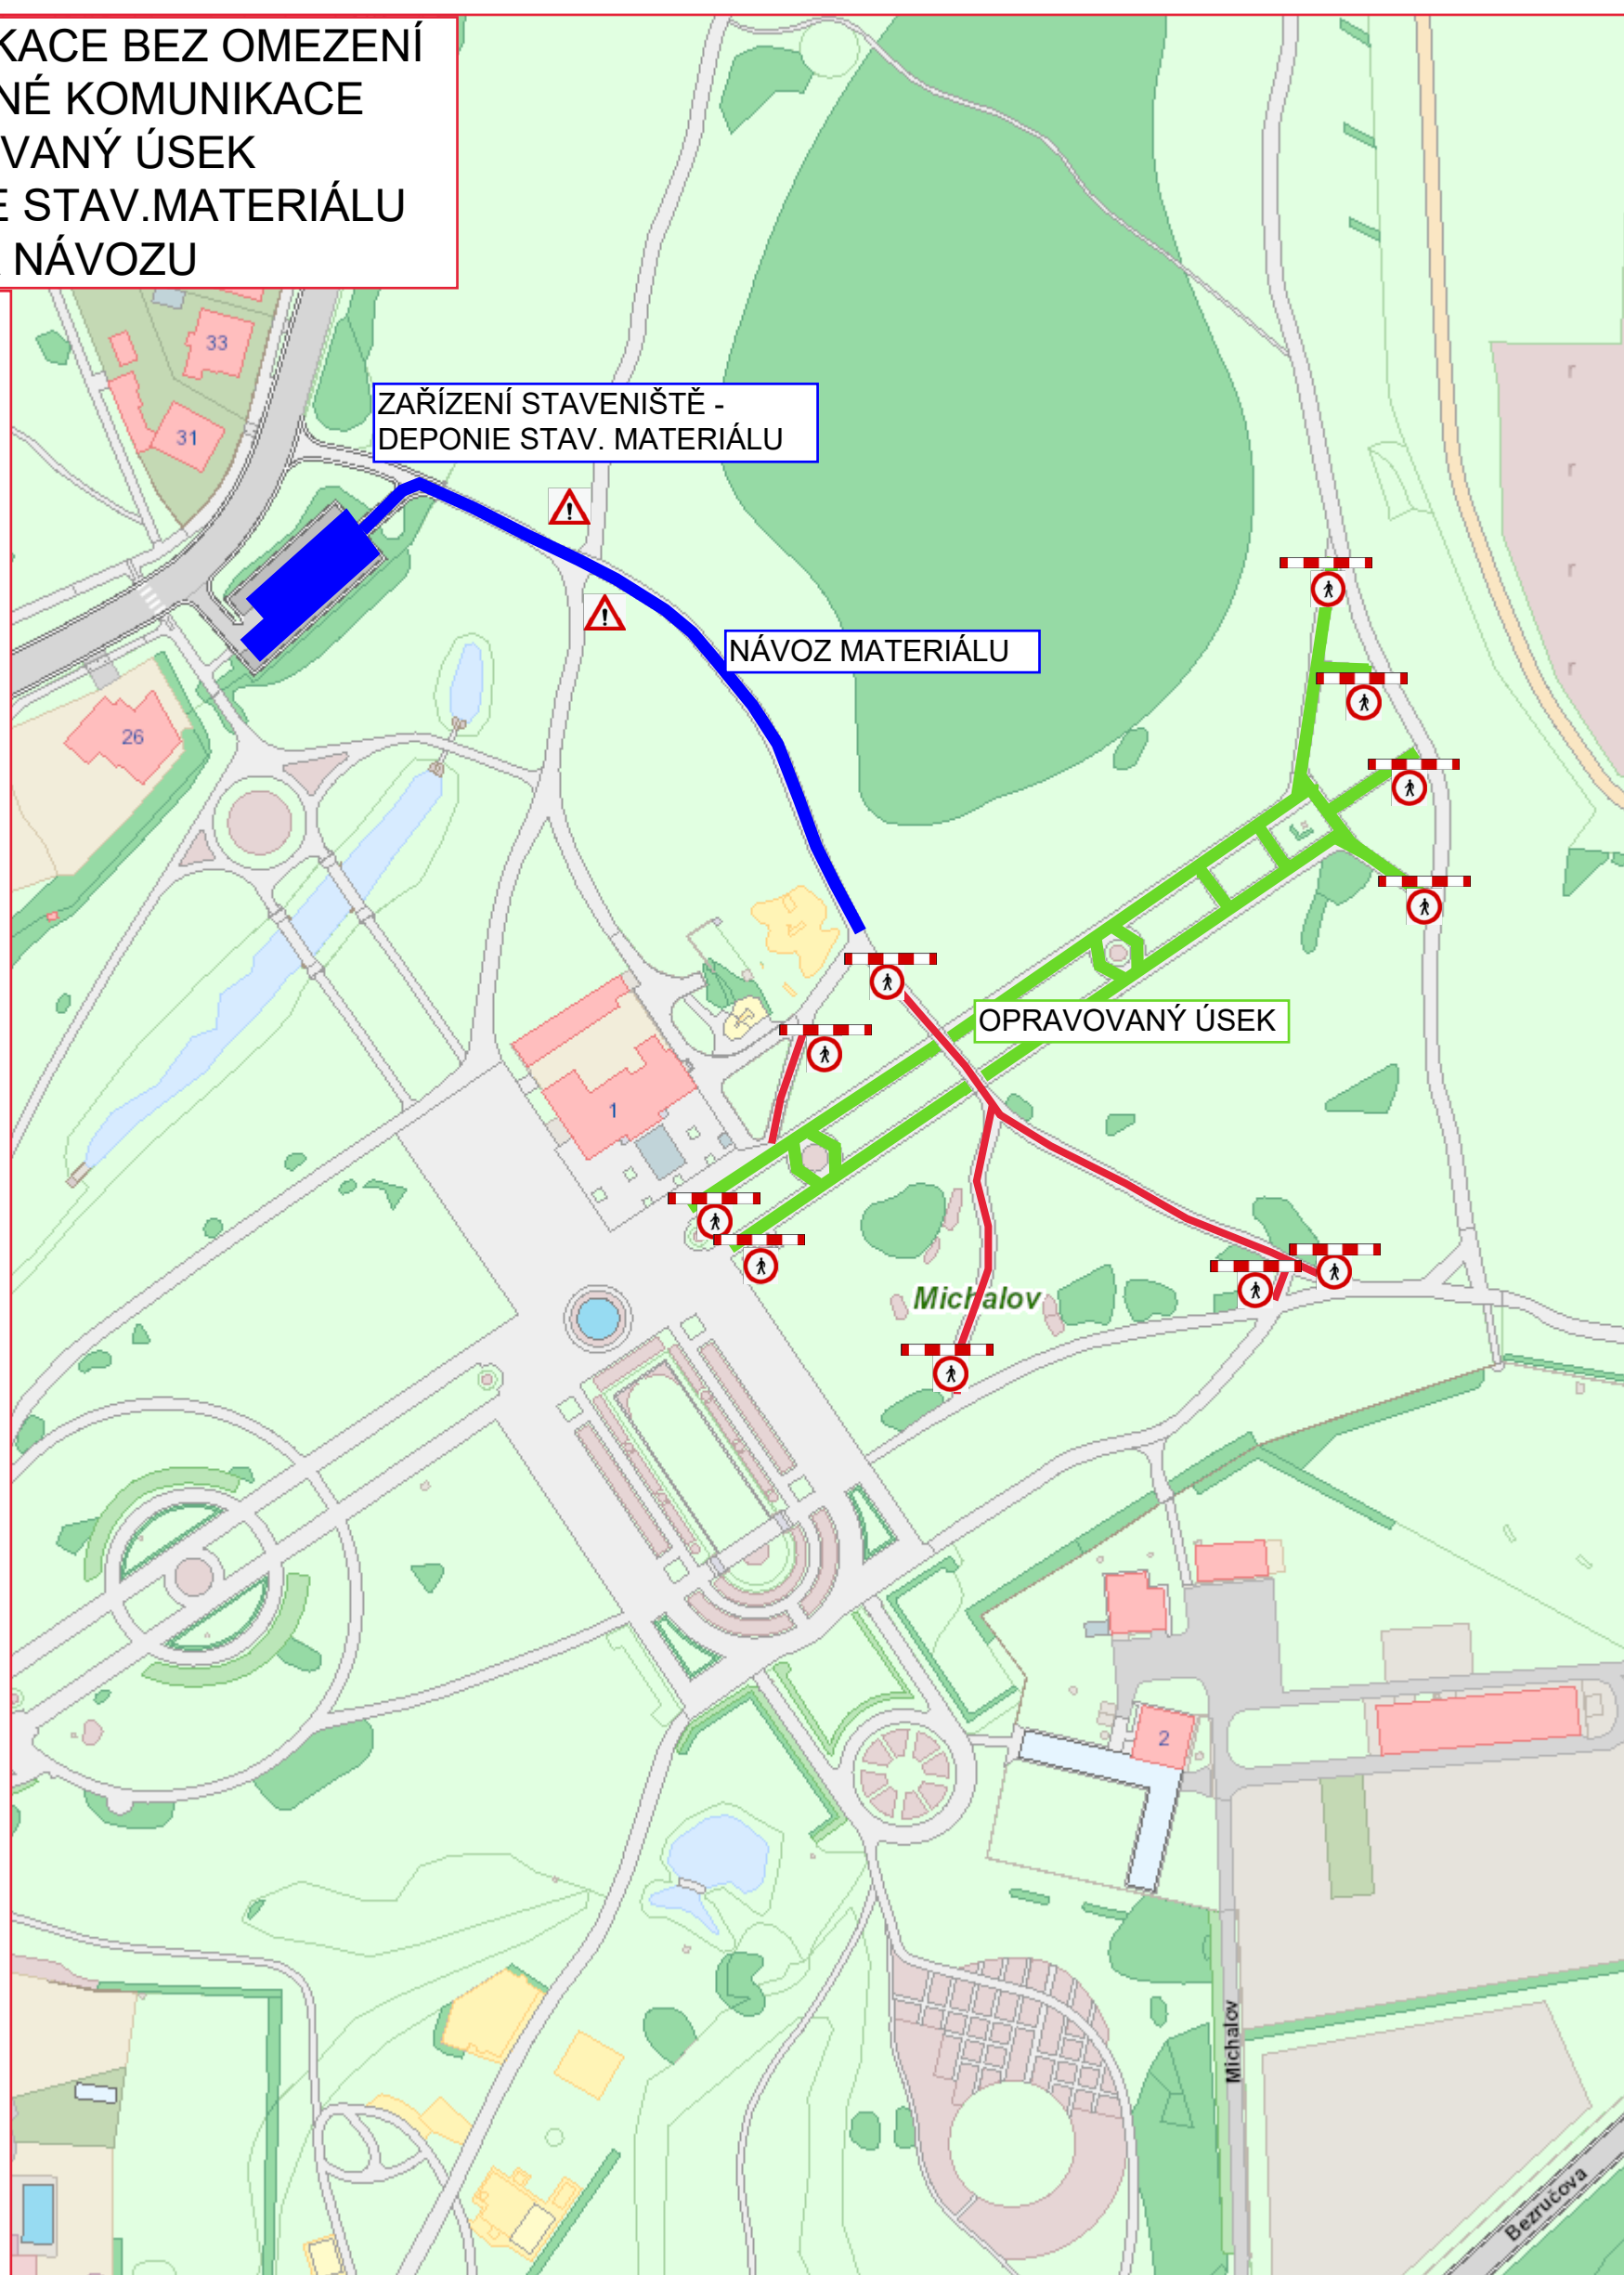 KACE BEZ OMEZENÍ
NÉ KOMUNIKACE
VANÝ ÚSEK
E STAV.MATERIÁLU
NÁVOZU
33
31
ZAŘÍZENÍ STAVENIŠTĚ -
DEPONIE STAV. MATERIÁLU
NÁVOZ MATERIÁLU
26
OPRAVOVANÝ ÚSEK
1
Michalov
2
Michalov
Bezručova
r
r
r
r